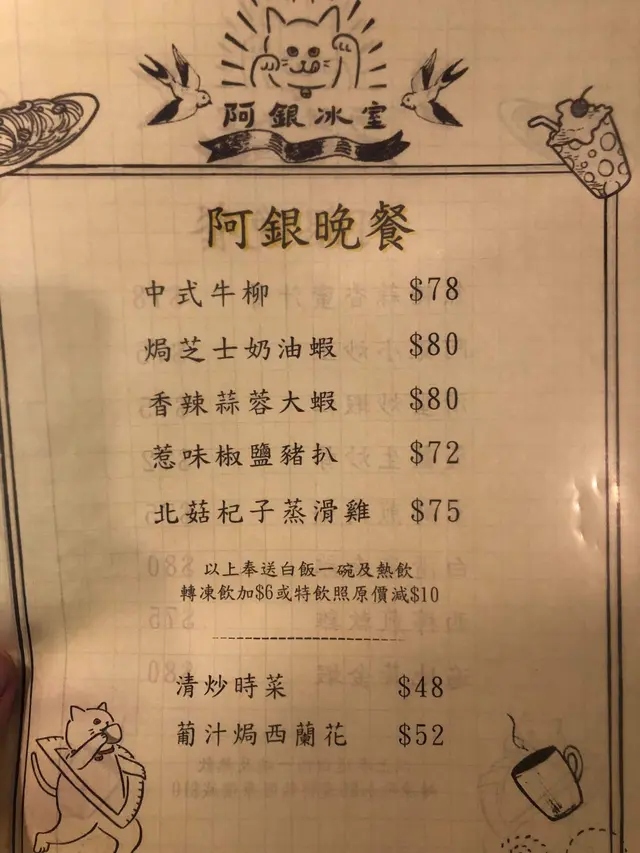 阿銀冰室
阿銀晚餐
中式牛柳 $78
焗芝士奶油蝦 $80
香辣蒜蓉大蝦 $80
惹味椒鹽豬扒 $72
北菇杞子蒸滑雞 $75
以上奉送白飯一碗及熱飲
轉凍飲加$6或特飲照原價減$10
清炒時菜 $48
葡汁焗西蘭花 $52